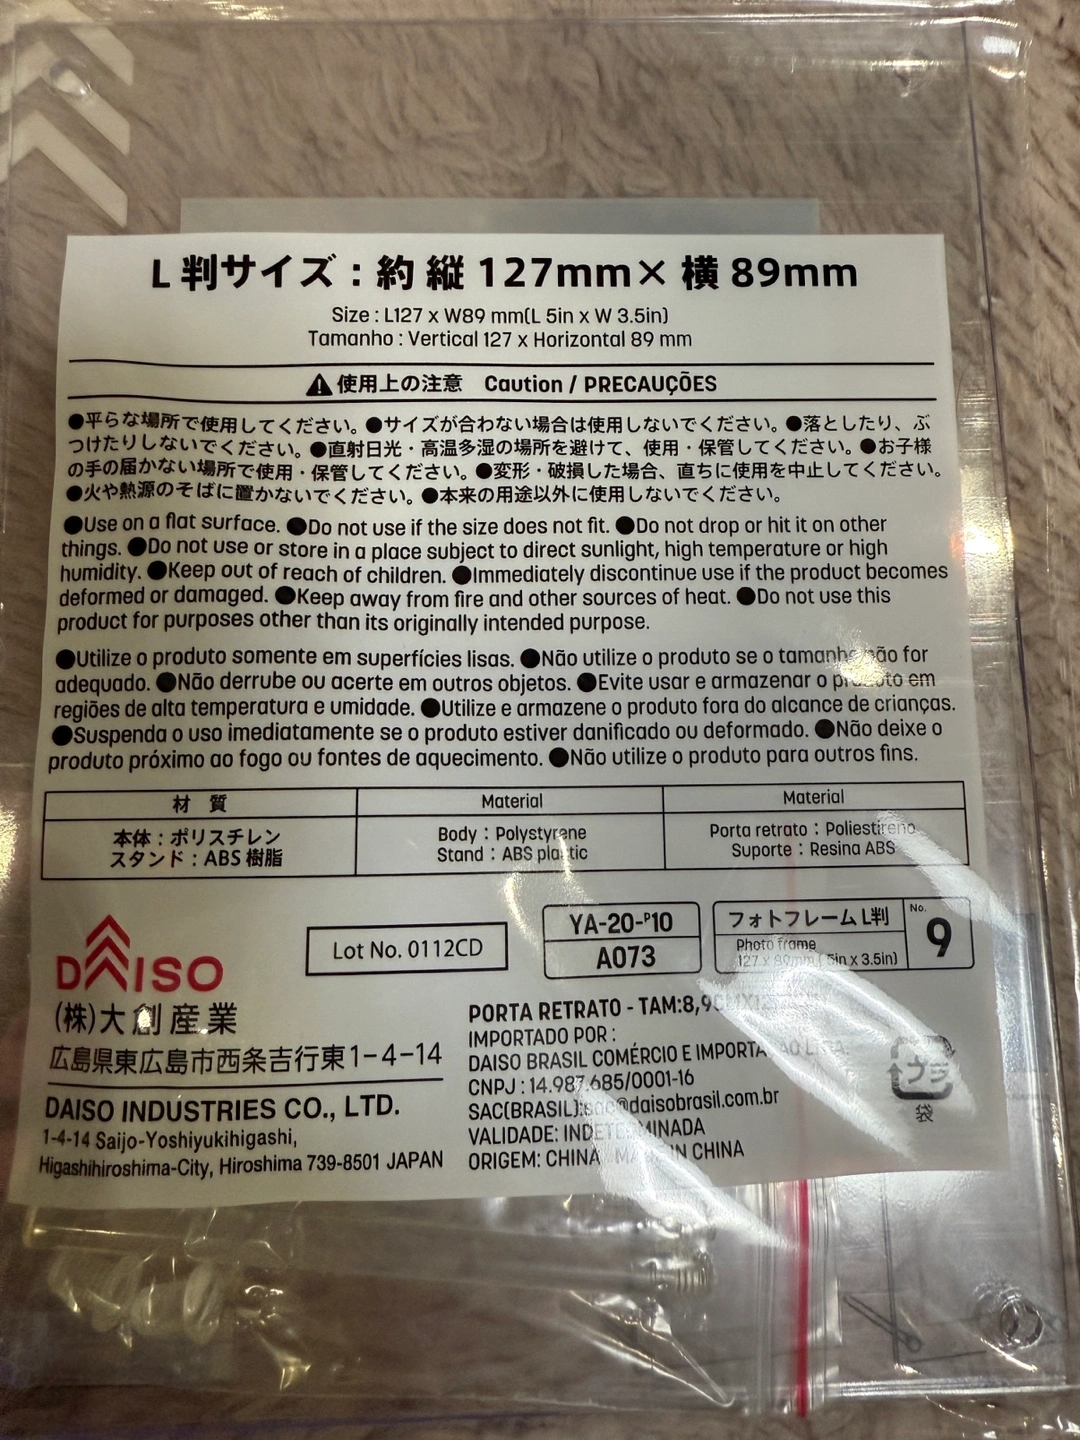 L判サイズ：約 縦 127mm× 横 89mm
Size : L127 x W89 mm(L 5in x W 3.5in)
Tamanho : Vertical 127 x Horizontal 89 mm
使用上の注意 Caution / PRECAUÇÕES
●平らな場所で使用してください。●サイズが合わない場合は使用しないでください。●落としたり、ぶ
つけたりしないでください。●直射日光・高温多湿の場所を避けて、使用・保管してください。●お子様
の手の届かない場所で使用・保管してください。●変形・破損した場合、直ちに使用を中止してください。
●火や熱源のそばに置かないでください。●本来の用途以外に使用しないでください。
●Use on a flat surface. ●Do not use if the size does not fit. ●Do not drop or hit it on other
things. ●Do not use or store in a place subject to direct sunlight, high temperature or high
humidity. ●Keep out of reach of children. ●Immediately discontinue use if the product becomes
deformed or damaged. ●Keep away from fire and other sources of heat. ●Do not use this
product for purposes other than its originally intended purpose.
●Utilize o produto somente em superfícies lisas. ●Não utilize o produto se o tamanho não for
adequado. ●Não derrube ou acerte em outros objetos. ●Evite usar e armazenar o produto em
regiões de alta temperatura e umidade. ●Utilize e armazene o produto fora do alcance de crianças.
●Suspenda o uso imediatamente se o produto estiver danificado ou deformado. ●Não deixe o
produto próximo ao fogo ou fontes de aquecimento. ●Não utilize o produto para outros fins.
材 質 Material Material
本体：ポリスチレン Body : Polystyrene Porta retrato : Poliestireno
スタンド：ABS 樹脂 Stand : ABS plastic Suporte : Resina ABS
DAISO
(株)大創産業
広島県東広島市西条吉行東1-4-14
DAISO INDUSTRIES CO., LTD.
1-4-14 Saijo-Yoshiyukihigashi,
Higashihiroshima-City, Hiroshima 739-8501 JAPAN
Lot No. 0112CD
YA-20-P10
A073
フォトフレーム L判
Photo frame
127 x 89mm ( 5in x 3.5in)
No.
9
PORTA RETRATO - TAM:8,9
IMPORTADO POR :
DAISO BRASIL COMÉRCIO E IMPORTAÇÃO LTDA.
CNPJ : 14.987.685/0001-16
SAC(BRASIL):sac@daisobrasil.com.br
VALIDADE: INDETERMINADA
ORIGEM: CHINA MADE IN CHINA
プラ
袋